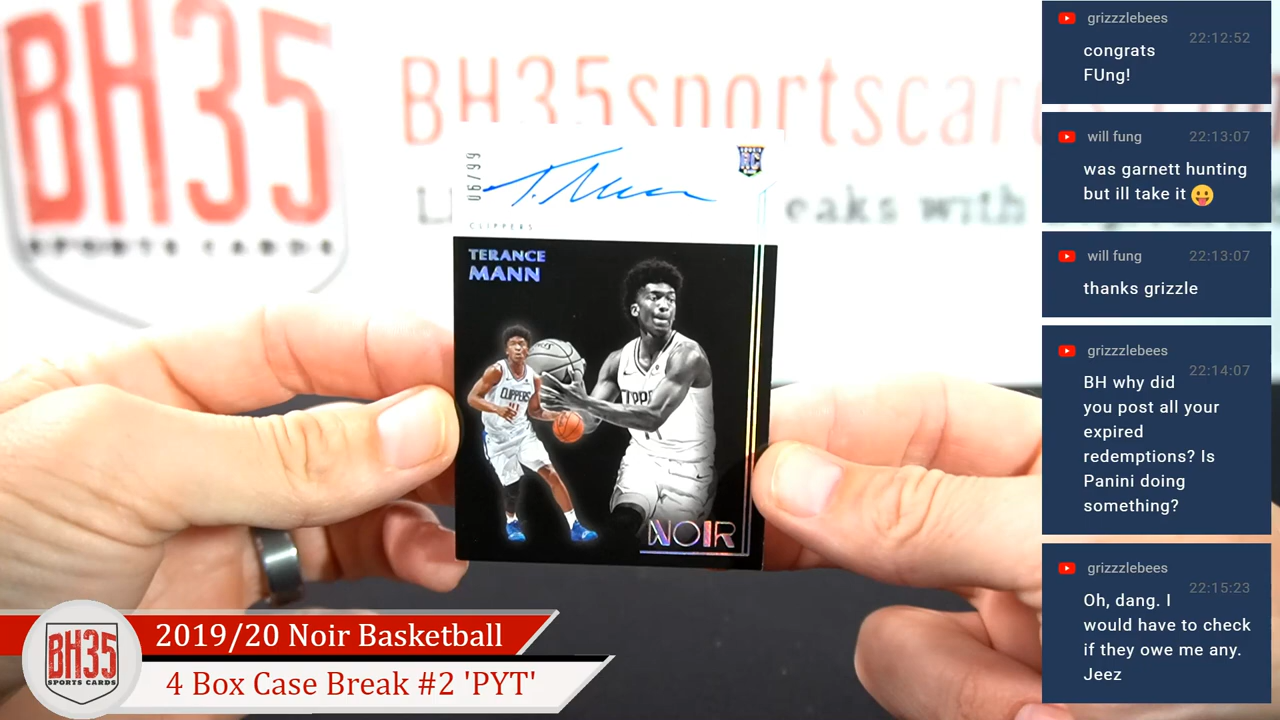 BH35
SPORTS CARDS
BH35sportscards
eaks with
06/99
T. Mann
RC
CLIPPERS
TERANCE
MANN
CLIPPERS
NOIR
BH35
SPORTS CARDS
2019/20 Noir Basketball
4 Box Case Break #2 'PYT'
grizzzlebees
22:12:52
congrats
FUng!
will fung 22:13:07
was garnett hunting
but ill take it 😛
will fung 22:13:07
thanks grizzle
grizzzlebees
22:14:07
BH why did
you post all your
expired
redemptions? Is
Panini doing
something?
grizzzlebees
22:15:23
Oh, dang. I
would have to check
if they owe me any.
Jeez